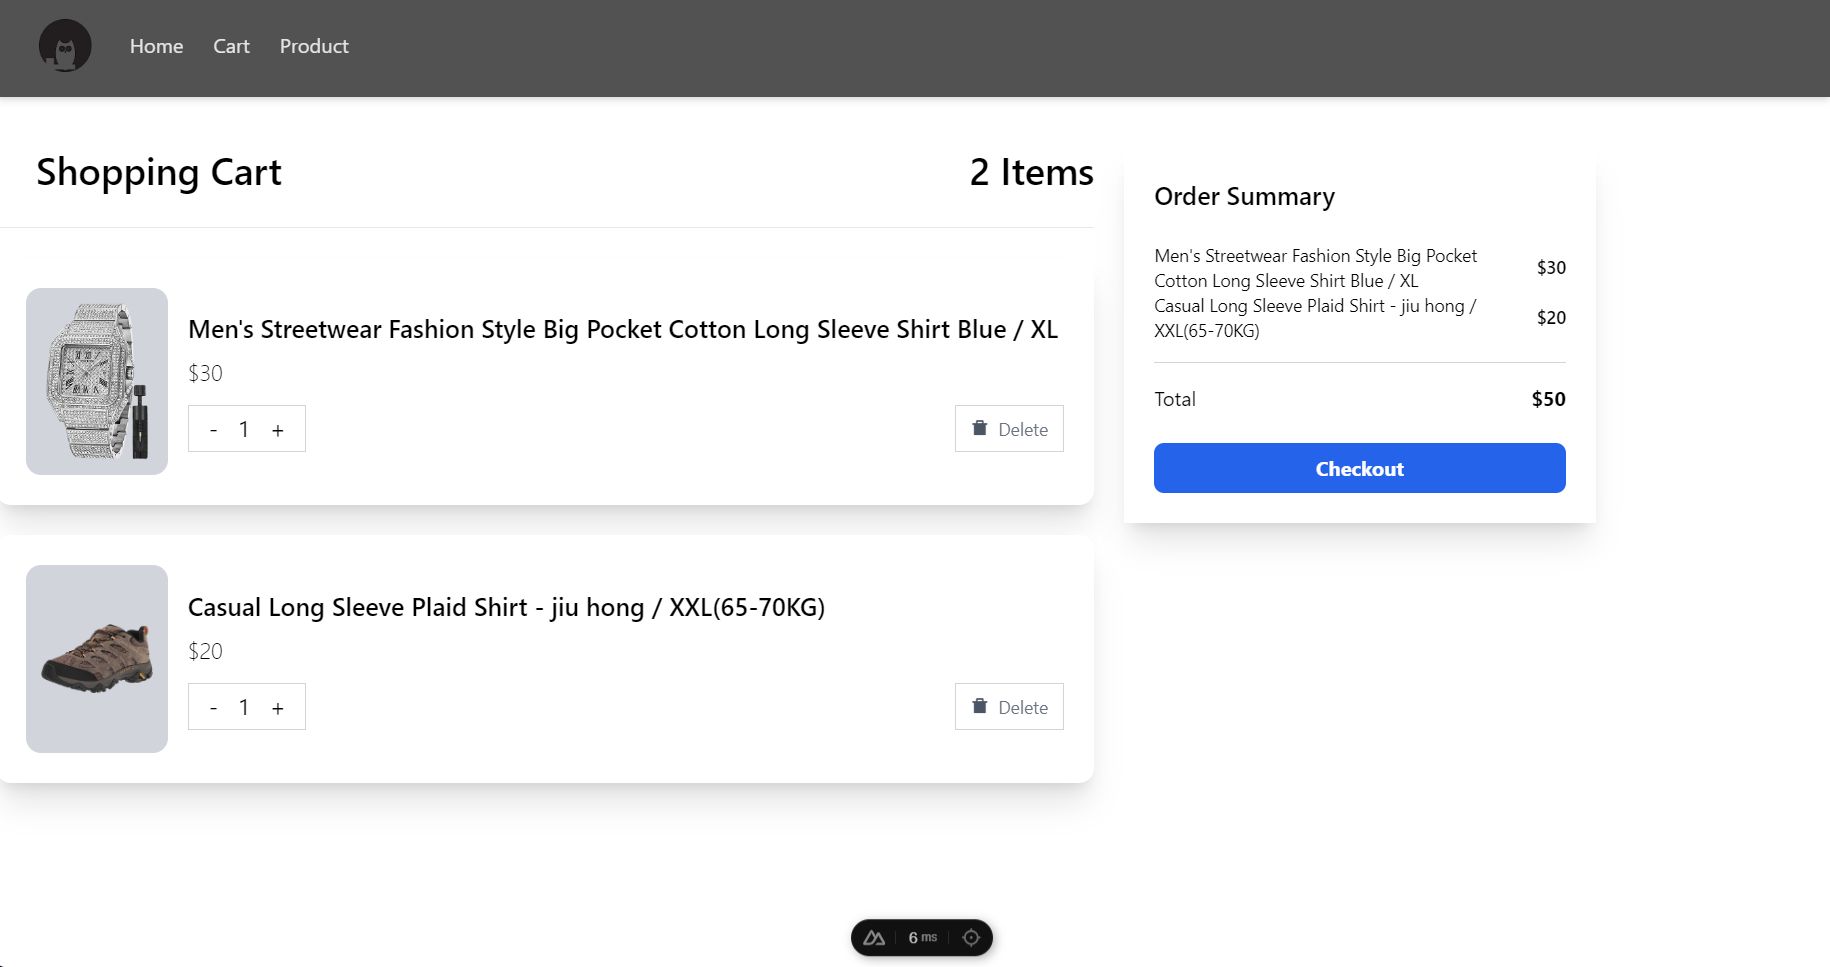 Home Cart Product
Shopping Cart
2 Items
Men's Streetwear Fashion Style Big Pocket Cotton Long Sleeve Shirt Blue / XL
$30
- 1 +
Delete
Casual Long Sleeve Plaid Shirt - jiu hong / XXL(65-70KG)
$20
- 1 +
Delete
Order Summary
Men's Streetwear Fashion Style Big Pocket
Cotton Long Sleeve Shirt Blue / XL
$30
Casual Long Sleeve Plaid Shirt - jiu hong /
XXL(65-70KG)
$20
Total
$50
Checkout
6 ms